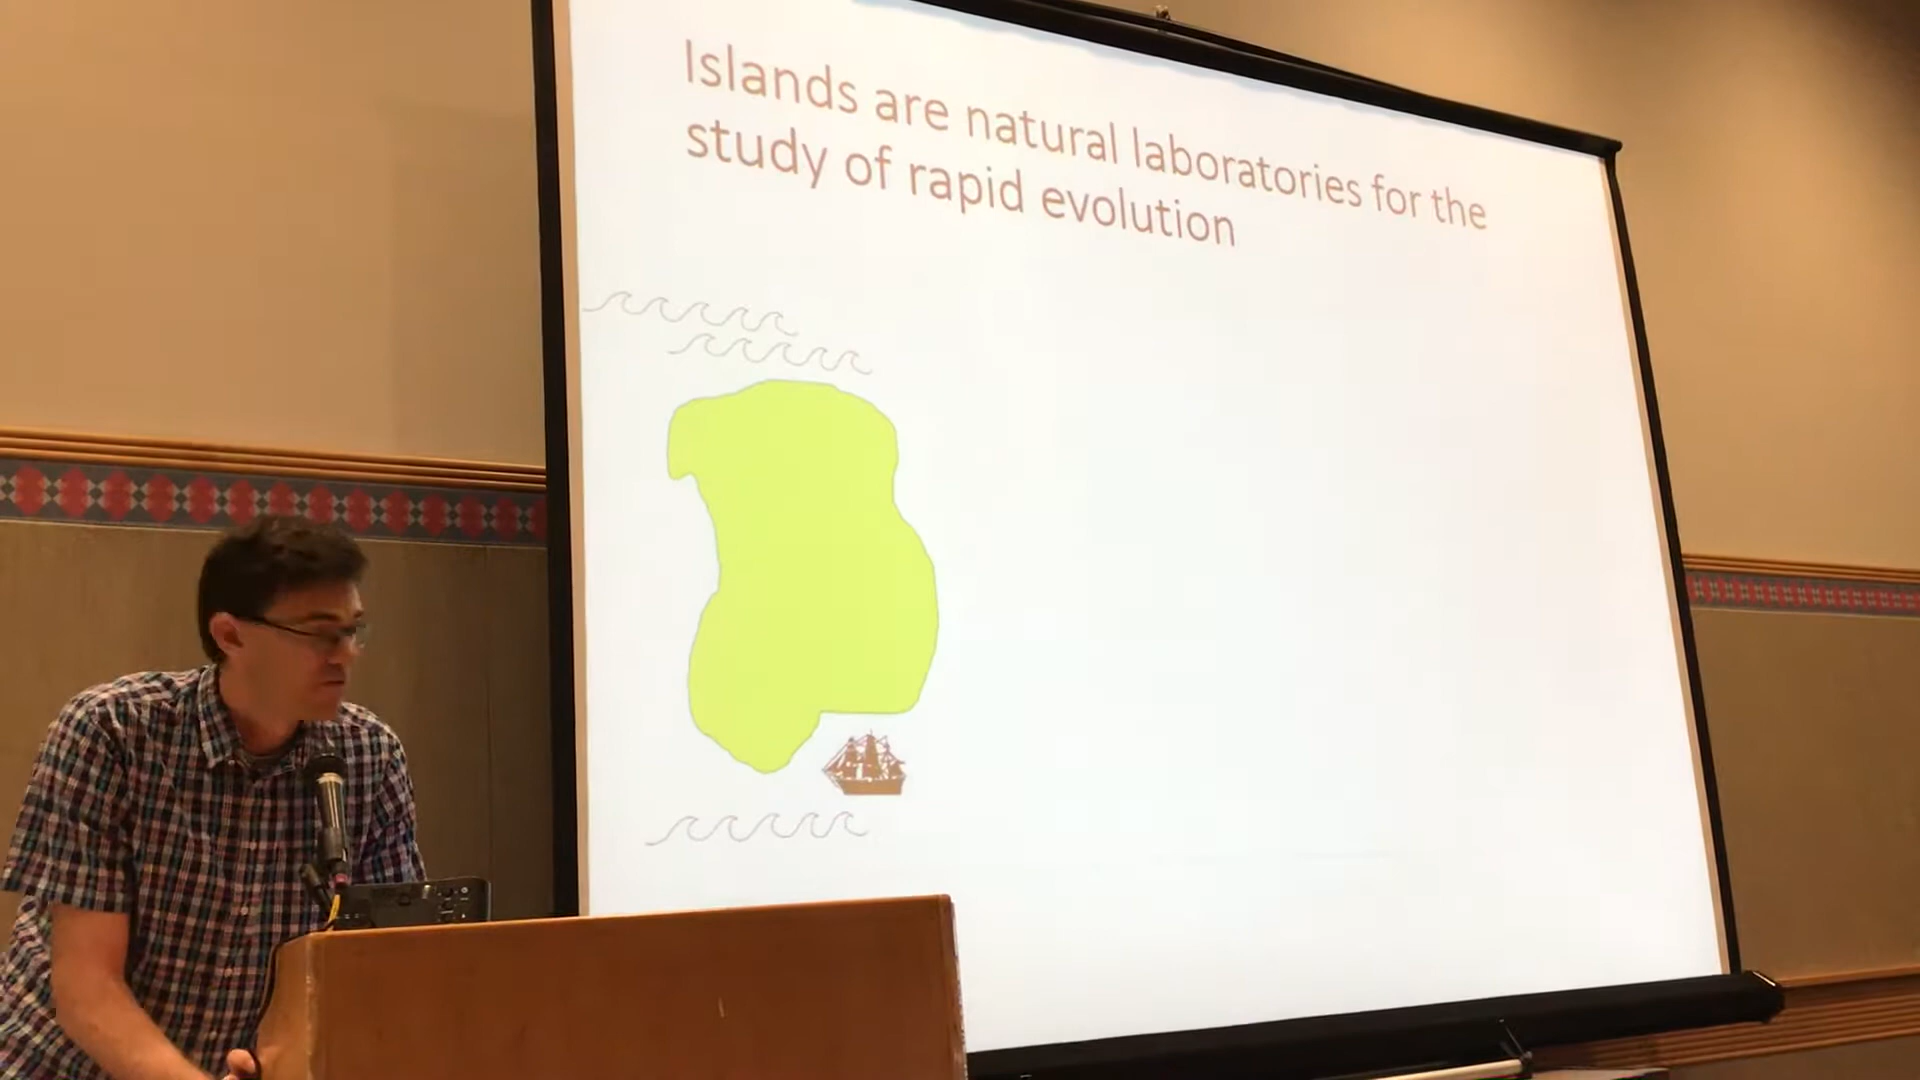 Islands are natural laboratories for the
study of rapid evolution